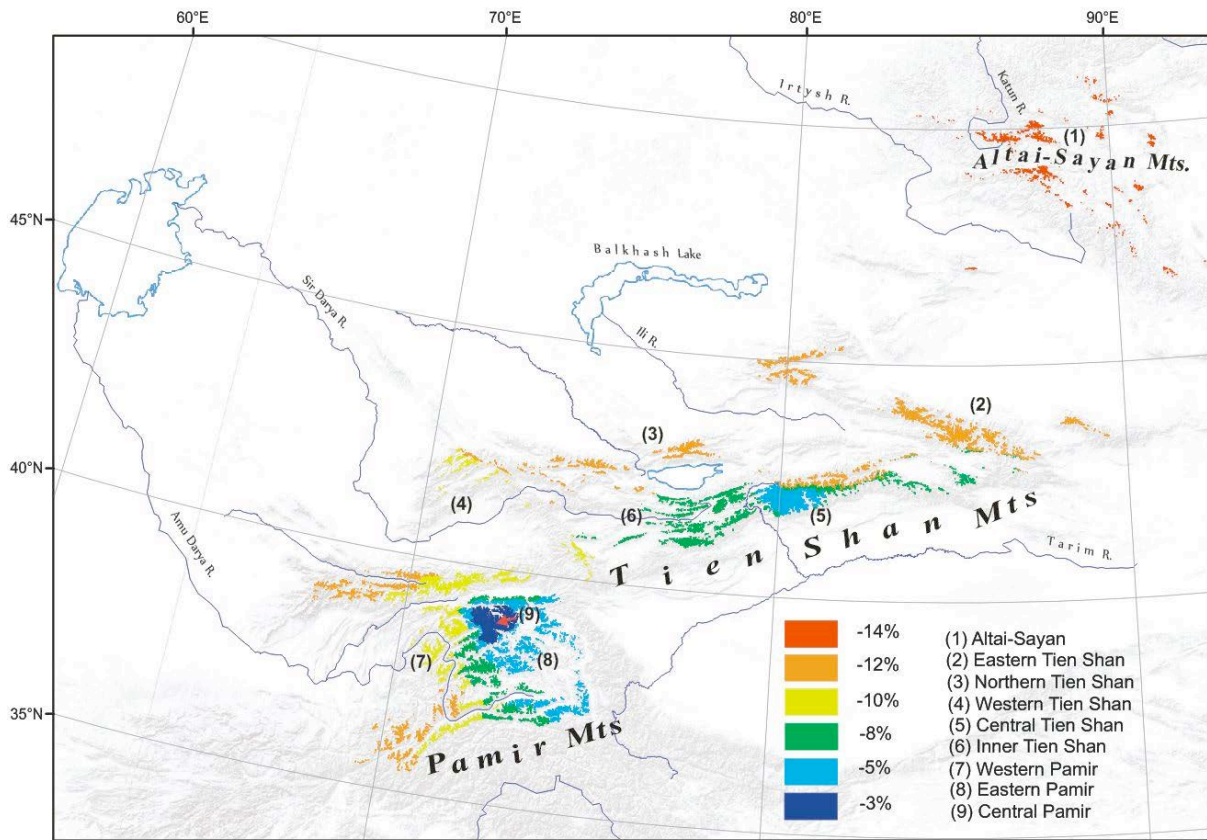 60°E
70°E
80°E
90°E
Irtysh R.
Katun R.
(1)
Altai-Sayan Mts.
45°N
Balkhash Lake
Sir Darya R.
Ili R.
(2)
(3)
40°N
(4)
(6)
(5)
Tien Shan Mts
Amu Darya R.
Tarim R.
(9)
(7)
(8)
35°N
Pamir Mts
-14%
-12%
-10%
-8%
-5%
-3%
(1) Altai-Sayan
(2) Eastern Tien Shan
(3) Northern Tien Shan
(4) Western Tien Shan
(5) Central Tien Shan
(6) Inner Tien Shan
(7) Western Pamir
(8) Eastern Pamir
(9) Central Pamir